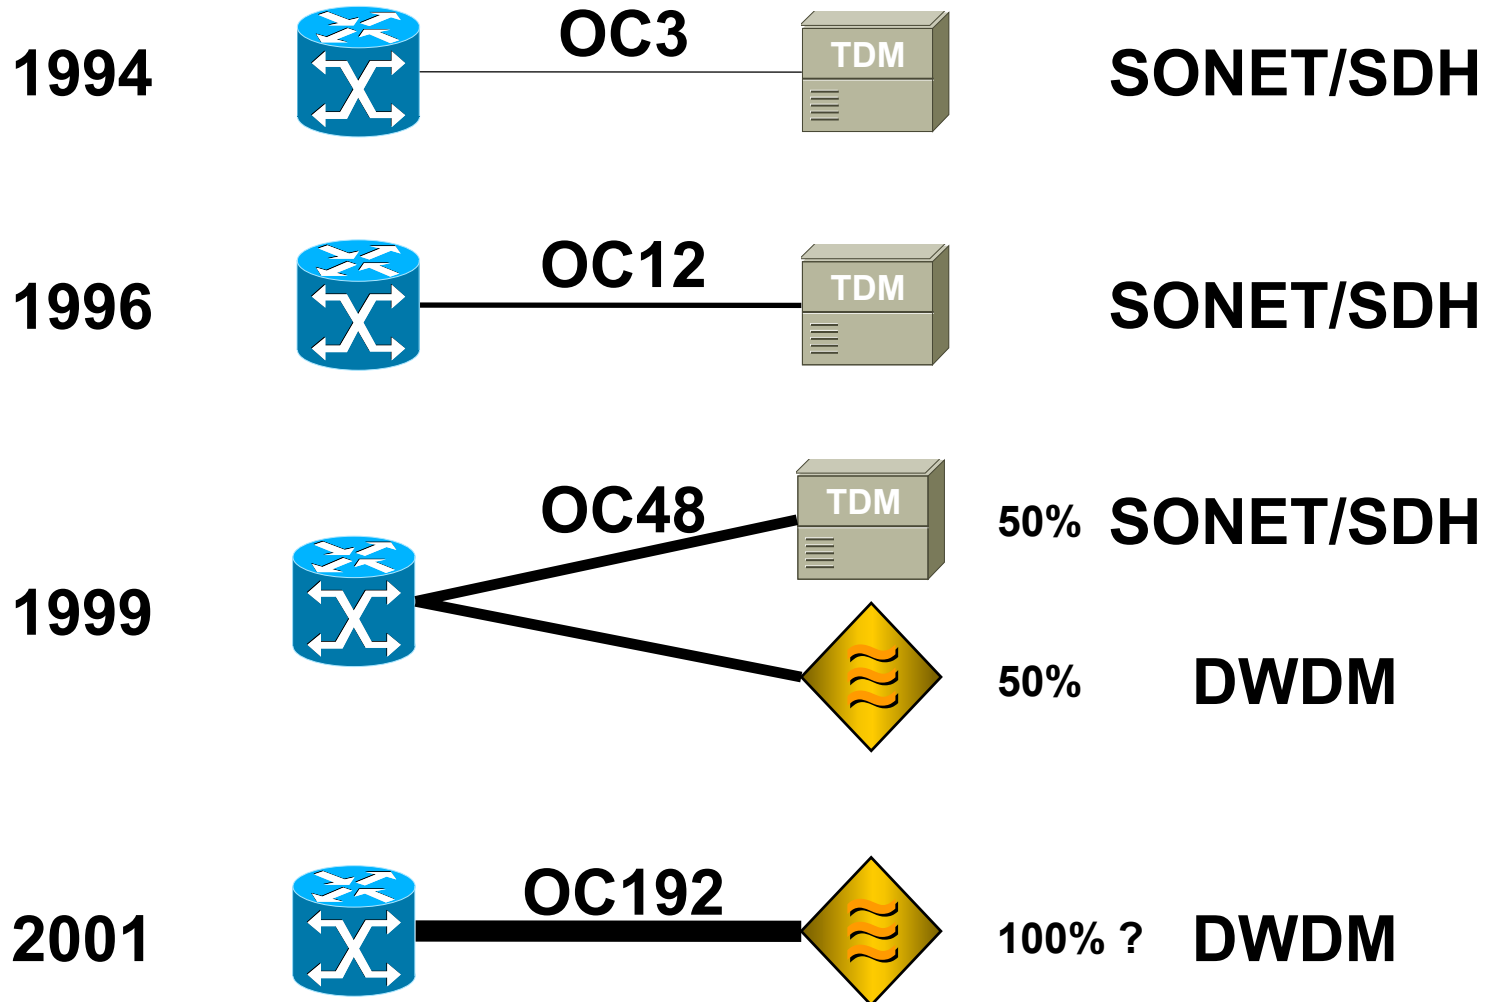 1994 OC3 TDM SONET/SDH
1996 OC12 TDM SONET/SDH
1999 OC48 TDM 50% SONET/SDH
50% DWDM
2001 OC192 100% ? DWDM